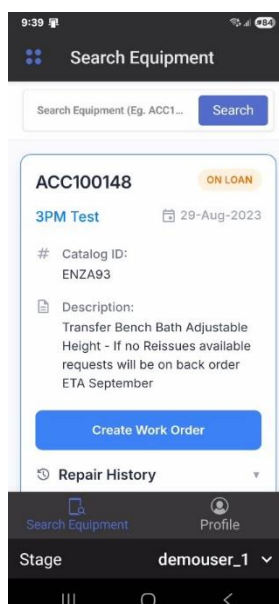 9:39
84
Search Equipment
Search Equipment (Eg. ACC1...
Search
ACC100148
ON LOAN
3PM Test
29-Aug-2023
# Catalog ID:
ENZA93
Description:
Transfer Bench Bath Adjustable
Height - If no Reissues available
requests will be on back order
ETA September
Create Work Order
Repair History
Search Equipment
Profile
Stage
demouser_1